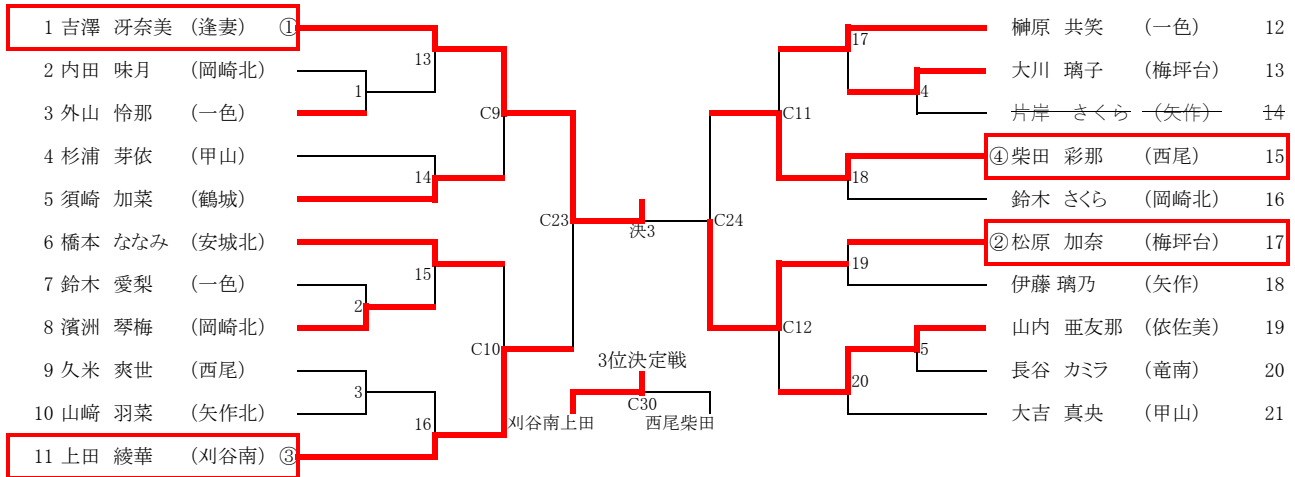 1 吉澤 冴奈美 (逢妻) ①
2 内田 味月 (岡崎北)
3 外山 怜那 (一色)
4 杉浦 芽依 (甲山)
5 須崎 加菜 (鶴城)
6 橋本 ななみ (安城北)
7 鈴木 愛梨 (一色)
8 濱洲 琴梅 (岡崎北)
9 久米 爽世 (西尾)
10 山﨑 羽菜 (矢作北)
11 上田 綾華 (刈谷南) ③
1
2
3
13
14
15
16
C9
C10
C23
決3
C24
3位決定戦
C30
刈谷南上田 西尾柴田
C11
C12
17
18
19
20
4
5
榊原 共笑 (一色) 12
大川 璃子 (梅坪台) 13
片岸 さくら (矢作) 14
④柴田 彩那 (西尾) 15
鈴木 さくら (岡崎北) 16
②松原 加奈 (梅坪台) 17
伊藤 璃乃 (矢作) 18
山内 亜友那 (依佐美) 19
長谷 カミラ (竜南) 20
大吉 真央 (甲山) 21